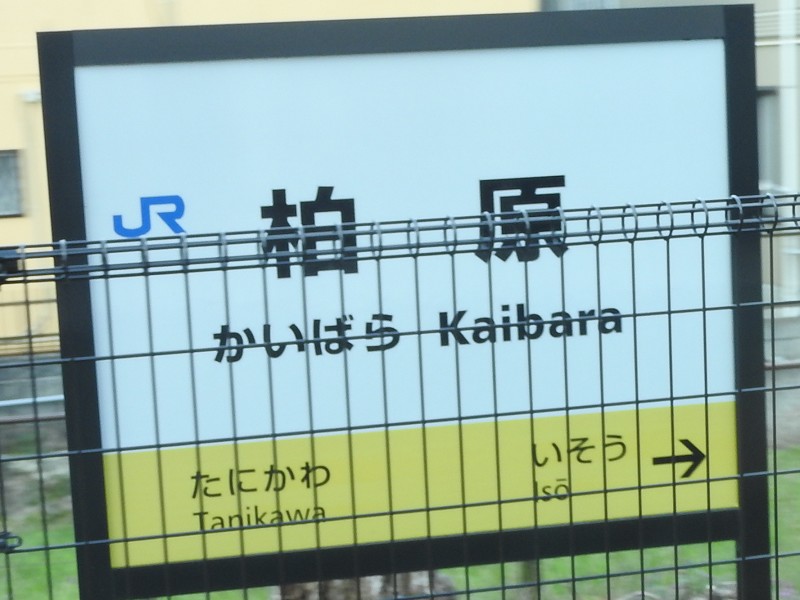 JR
柏原
かいばら Kaibara
たにかわ いそう →
Tanikawa Isō